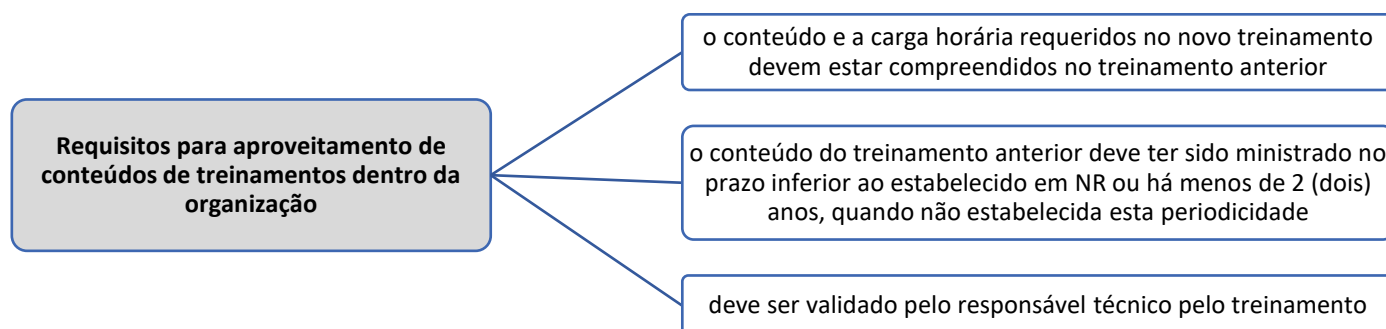 Requisitos para aproveitamento de
conteúdos de treinamentos dentro da
organização
o conteúdo e a carga horária requeridos no novo treinamento
devem estar compreendidos no treinamento anterior
o conteúdo do treinamento anterior deve ter sido ministrado no
prazo inferior ao estabelecido em NR ou há menos de 2 (dois)
anos, quando não estabelecida esta periodicidade
deve ser validado pelo responsável técnico pelo treinamento